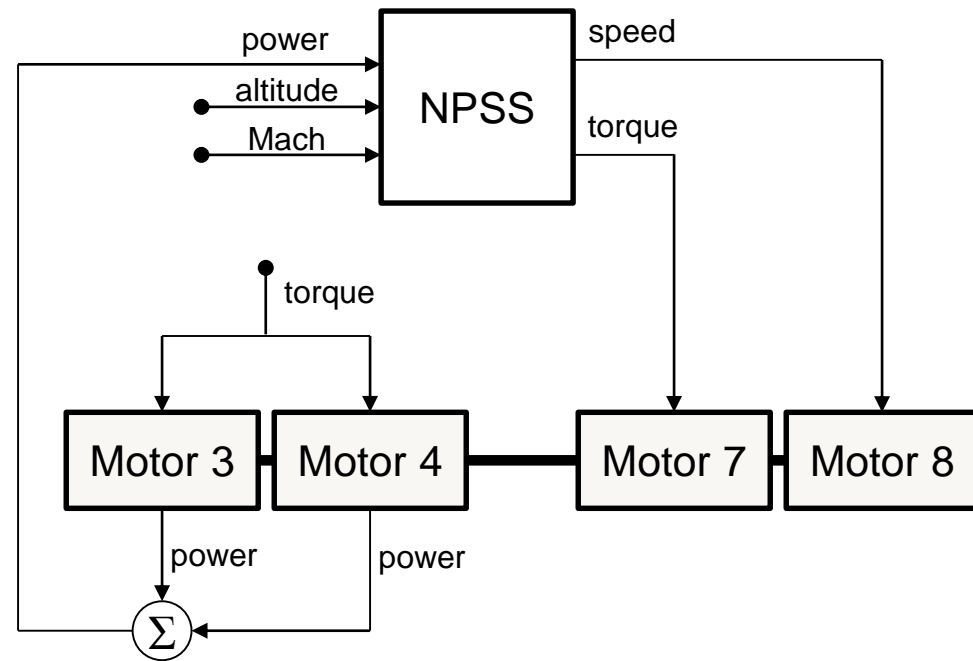 power
speed
altitude
NPSS
Mach
torque
torque
Motor 3
Motor 4
Motor 7
Motor 8
power
power
Σ